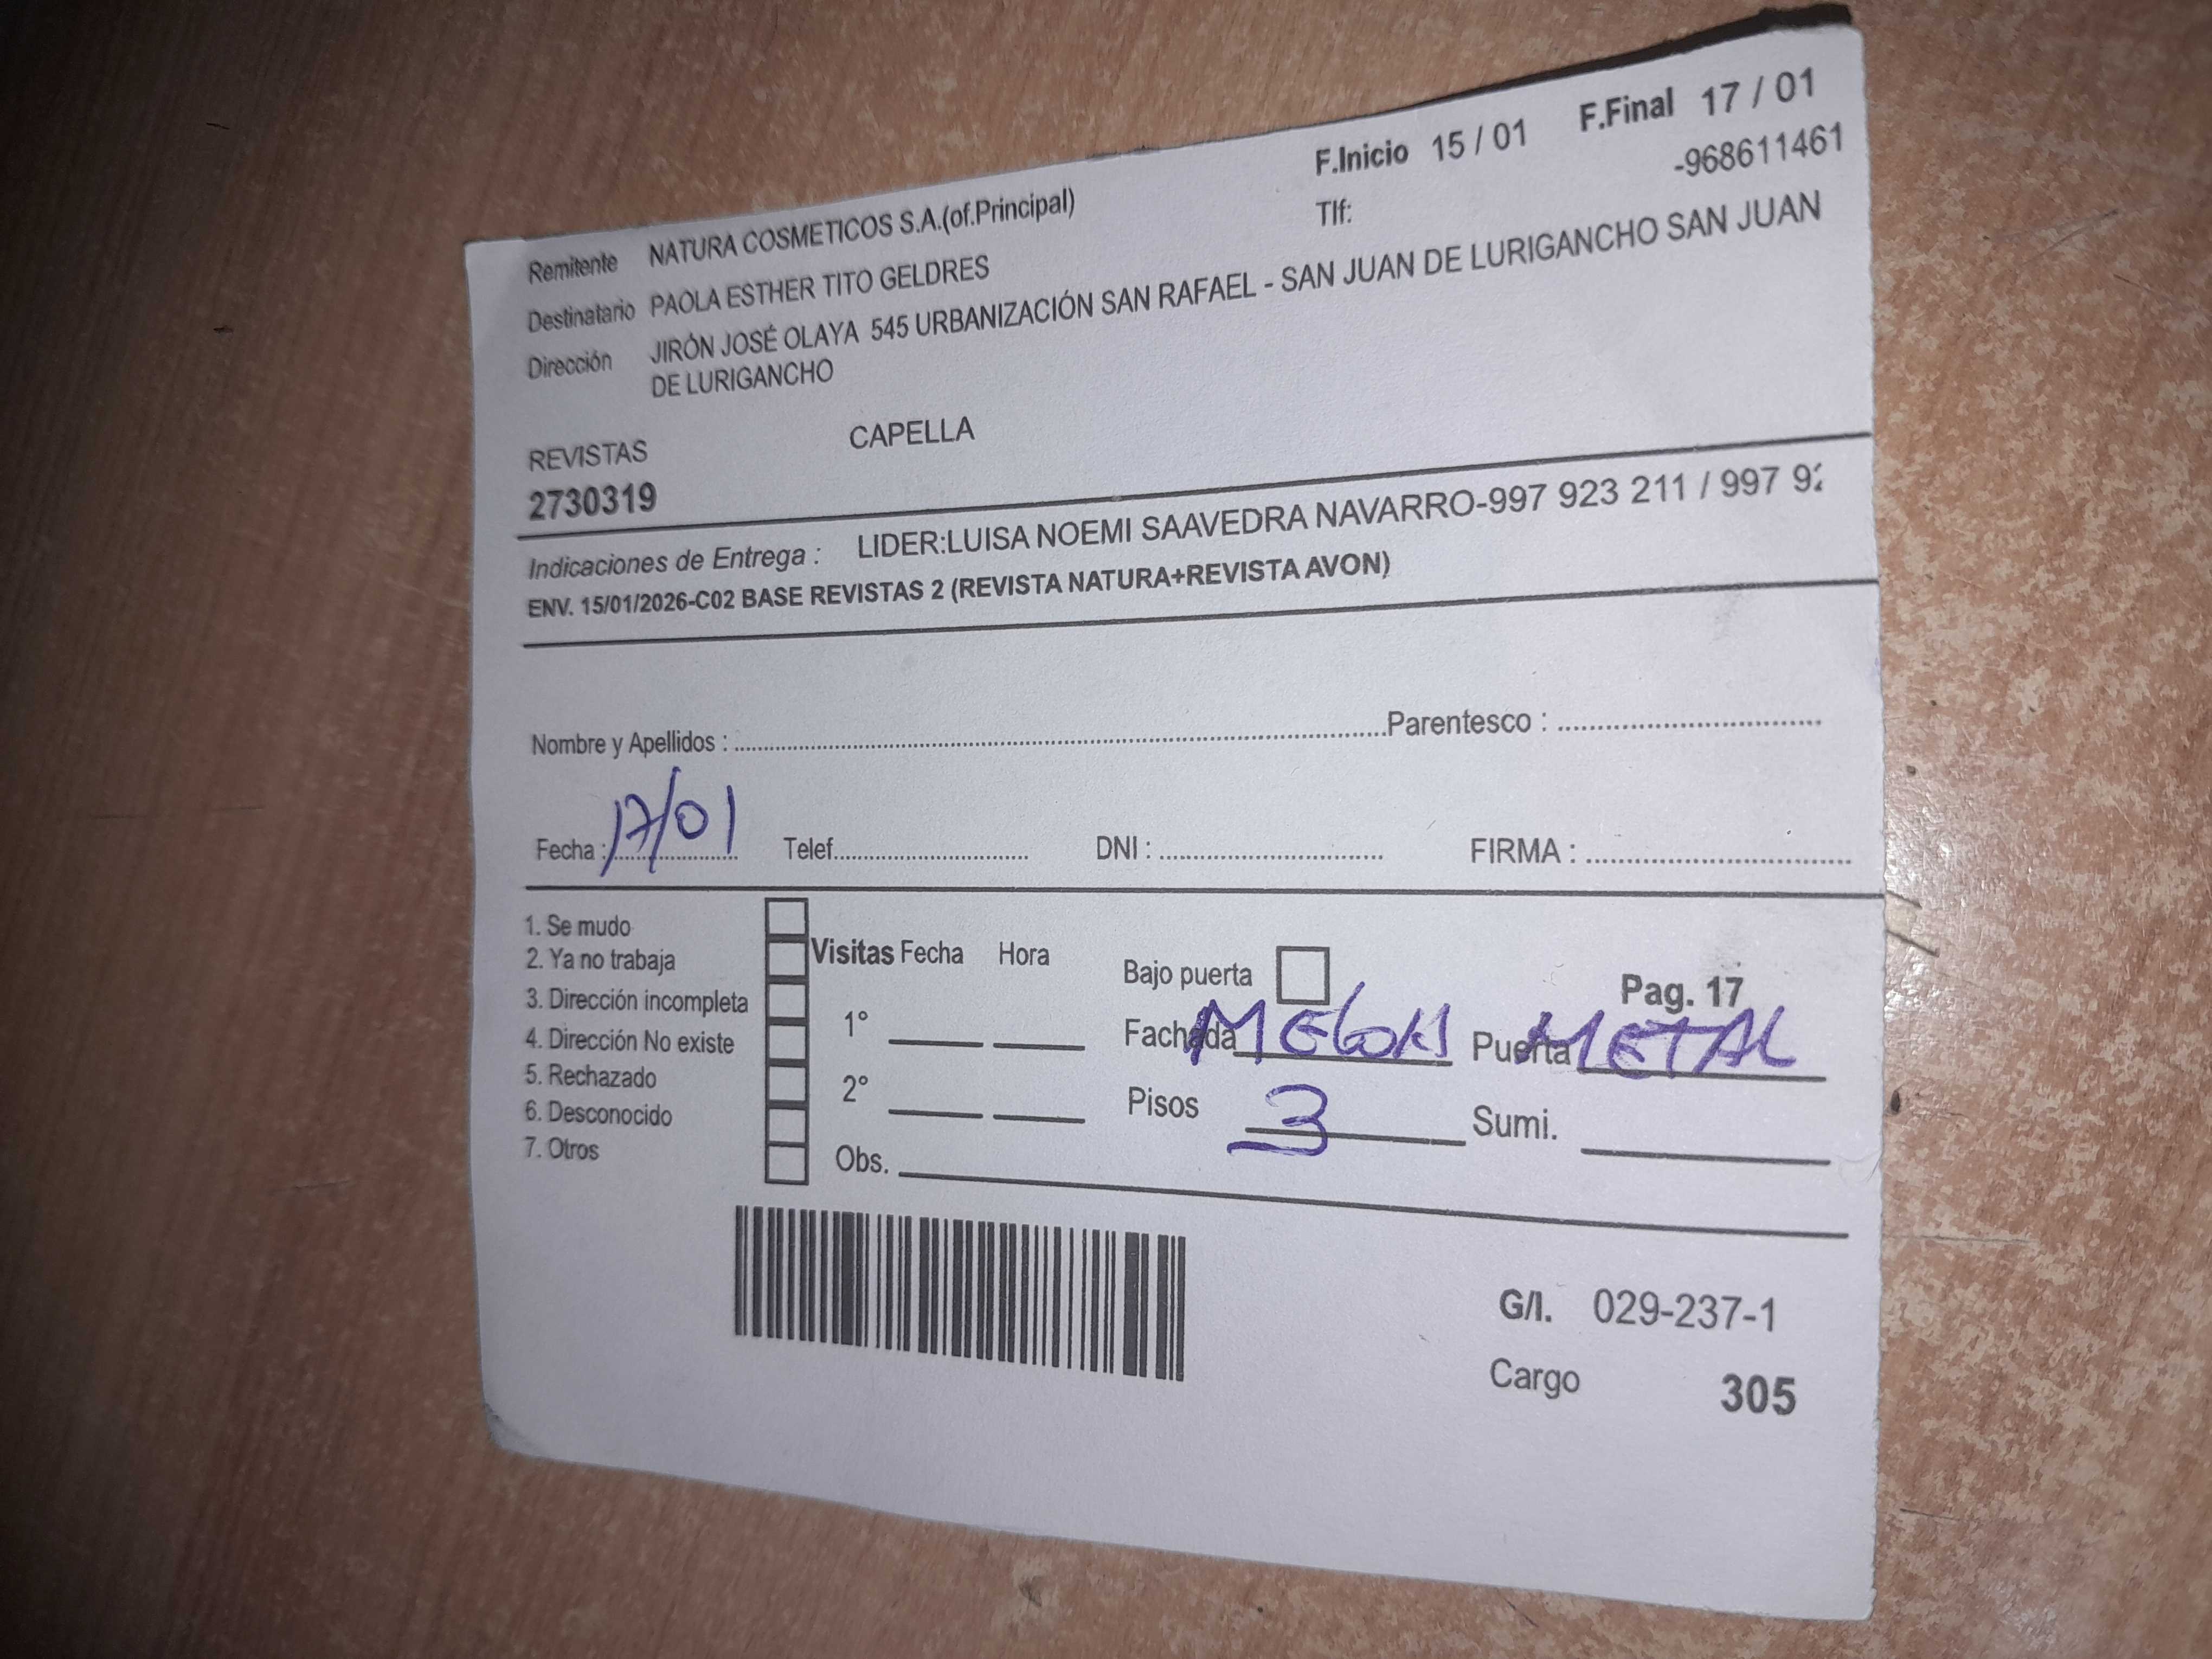 F.Inicio 15 / 01 F.Final 17 / 01
Remitente NATURA COSMETICOS S.A.(of.Principal) Tlf: -968611461
Destinatario PAOLA ESTHER TITO GELDRES
Dirección JIRÓN JOSÉ OLAYA 545 URBANIZACIÓN SAN RAFAEL - SAN JUAN DE LURIGANCHO SAN JUAN
DE LURIGANCHO
REVISTAS CAPELLA
2730319
Indicaciones de Entrega : LIDER:LUISA NOEMI SAAVEDRA NAVARRO-997 923 211 / 997 92
ENV. 15/01/2026-C02 BASE REVISTAS 2 (REVISTA NATURA+REVISTA AVON)
Nombre y Apellidos : Parentesco :
Fecha : 17/01 Telef. DNI : FIRMA :
1. Se mudo
2. Ya no trabaja
3. Dirección incompleta
4. Dirección No existe
5. Rechazado
6. Desconocido
7. Otros
Visitas Fecha Hora
1°
2°
Obs.
Bajo puerta Pag. 17
Fachada Puerta METAL
Pisos 3 Sumi.
G/I. 029-237-1
Cargo 305